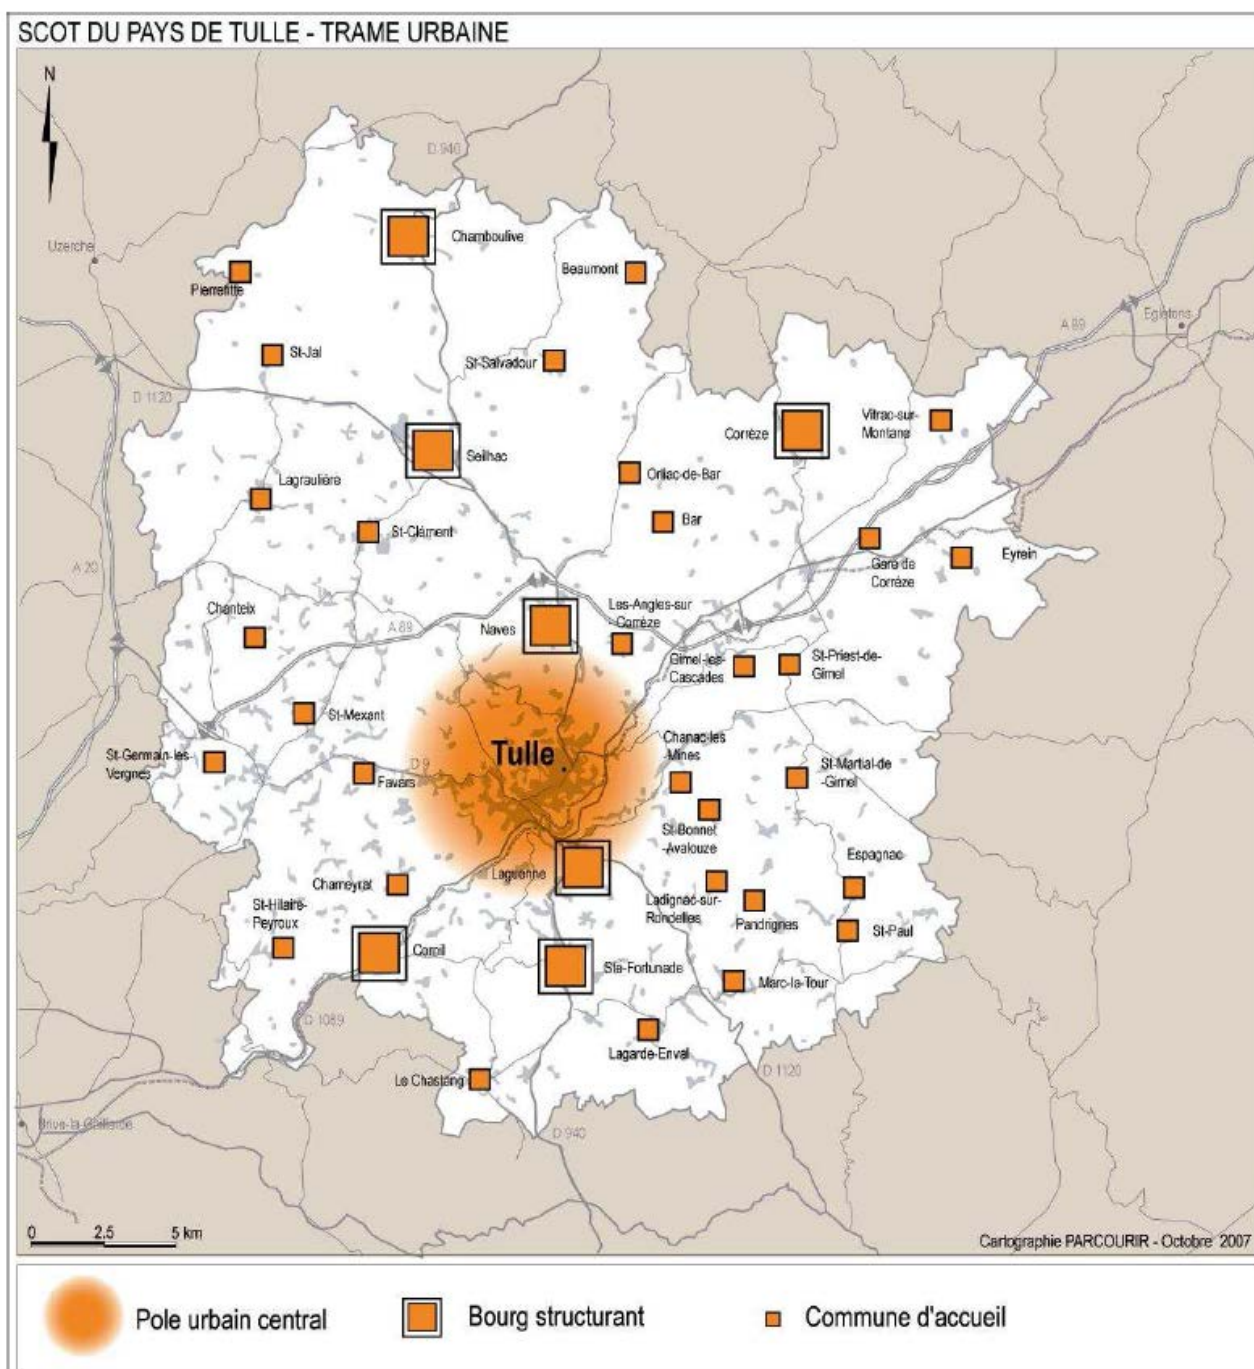 SCOT DU PAYS DE TULLE - TRAME URBAINE
N
D 940
Chamboulive
Uzerche
Beaumont
Pierrefitte
Egletons
A 89
St-Jal
St-Salvadour
D 1120
Vitrac-sur-
Montane
Corrèze
Seilhac
Orliac-de-Bar
Lagraulière
Bar
St-Clément
Eyrein
Gare de
Corrèze
A 20
Chanteix
Les-Angles-sur
-Corrèze
A 89
Naves
Gimel-les-
Cascades
St-Priest-de-
Gimel
St-Mexant
Chanac-les
-Mines
Tulle
St-Germain-les-
Vergnes
D 9
St-Martial-de
-Gimel
Favars
St-Bonnet
-Avalouze
Espagnac
Laguenne
Chameyrat
Ladignac-sur-
Rondelles
St-Hilaire-
Peyroux
Pandrignes
St-Paul
Cornil
Ste-Fortunade
Marc-la-Tour
D 1089
Lagarde-Enval
D 1120
Le Chastang
Brive-la-Gaillarde
D 940
0 2.5 5 km
Cartographie PARCOURIR - Octobre 2007
Pole urbain central
Bourg structurant
Commune d'accueil